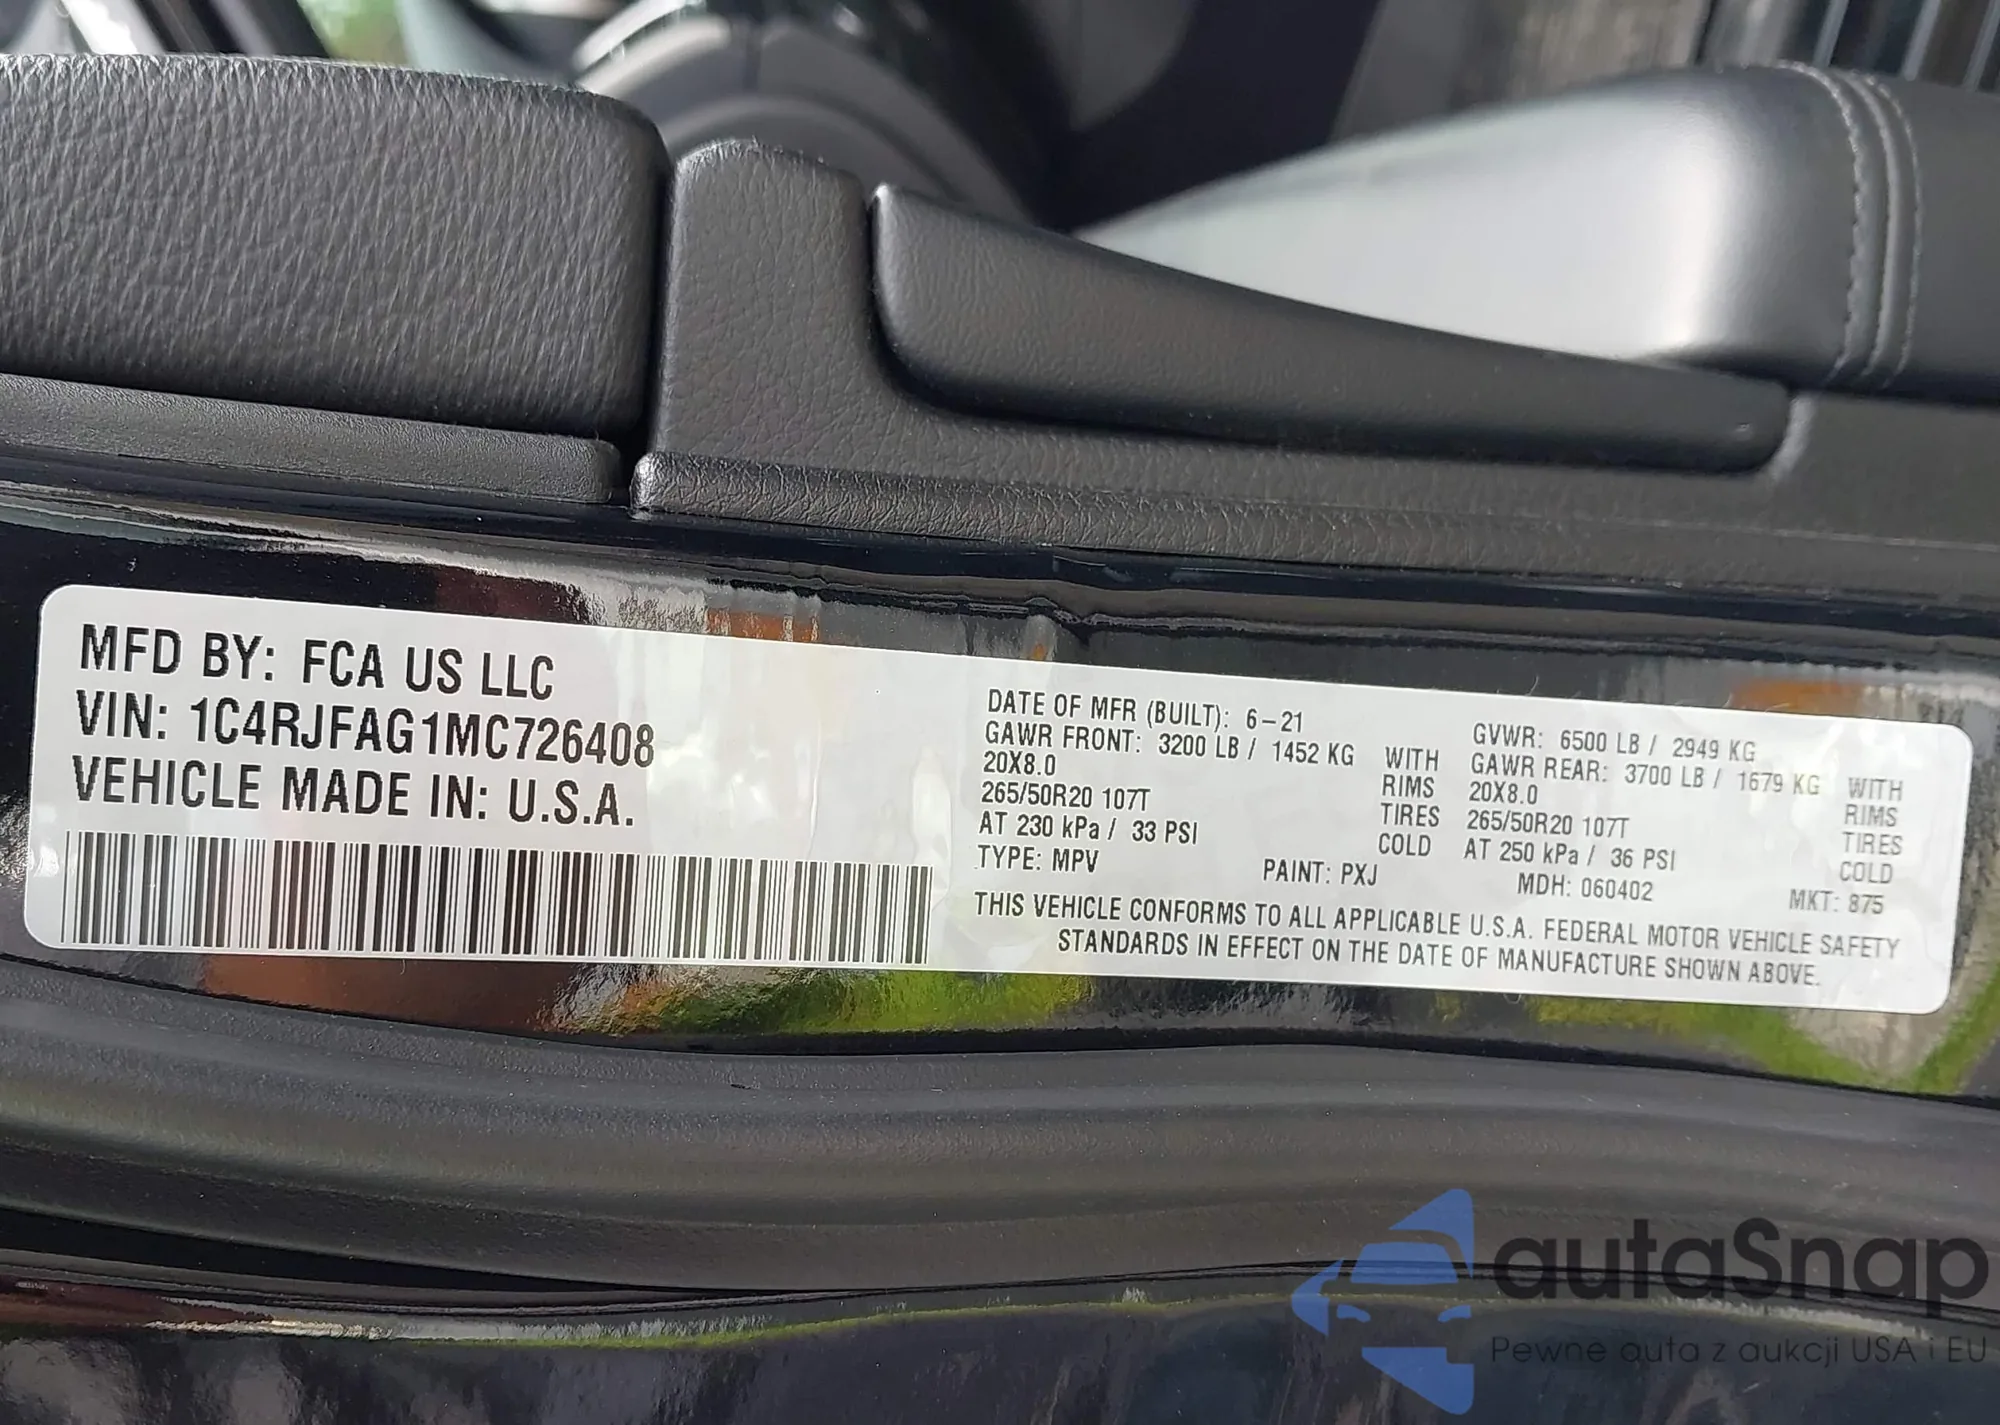 MFD BY: FCA US LLC
VIN: 1C4RJFAG1MC726408
VEHICLE MADE IN: U.S.A.
DATE OF MFR (BUILT): 6-21
GAWR FRONT: 3200 LB / 1452 KG WITH
20X8.0 RIMS
265/50R20 107T TIRES
AT 230 kPa / 33 PSI COLD
TYPE: MPV
GVWR: 6500 LB / 2949 KG
GAWR REAR: 3700 LB / 1679 KG WITH
20X8.0 RIMS
265/50R20 107T TIRES
AT 250 kPa / 36 PSI COLD
PAINT: PXJ MDH: 060402 MKT: 875
THIS VEHICLE CONFORMS TO ALL APPLICABLE U.S.A. FEDERAL MOTOR VEHICLE SAFETY
STANDARDS IN EFFECT ON THE DATE OF MANUFACTURE SHOWN ABOVE.
autaSnap
Pewne auta z aukcji USA i EU